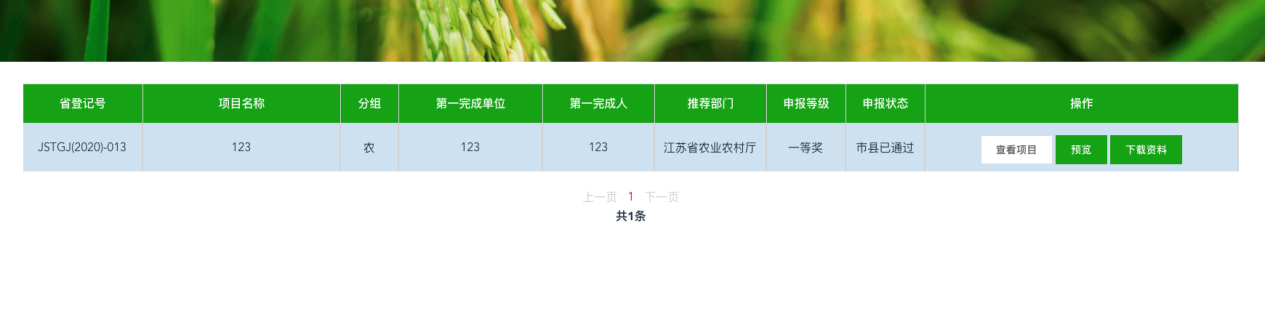 省登记号 项目名称 分组 第一完成单位 第一完成人 推荐部门 申报等级 申报状态 操作
JSTGJ(2020)-013 123 农 123 123 江苏省农业农村厅 一等奖 市县已通过 查看项目 预览 下载资料
上一页 1 下一页
共1条